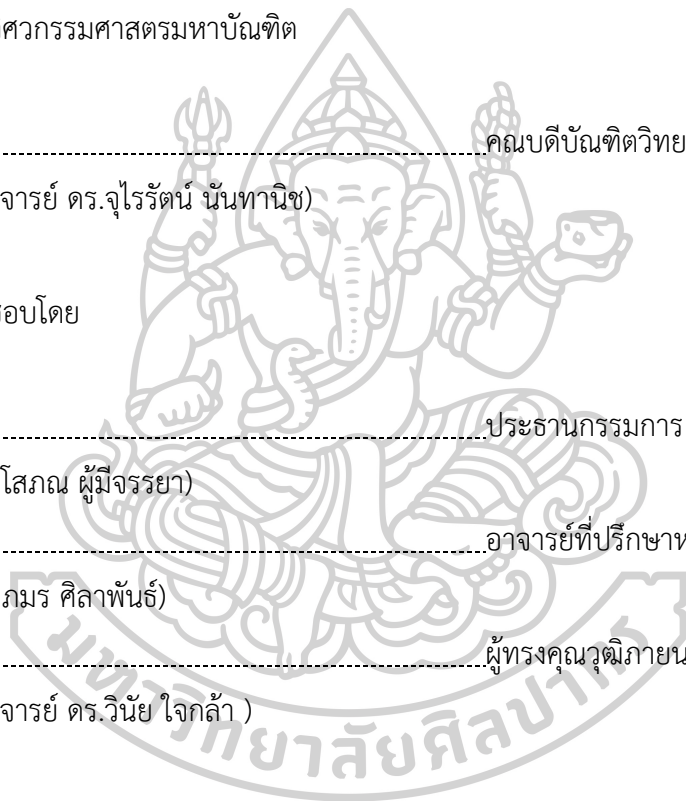 ศวกรรมศาสตรมหาบัณฑิต
คณบดีบัณฑิตวิทย
จารย์ ดร.จุไรรัตน์ นันทานิช)
อบโดย
ประธานกรรมการ
โสภณ ผู้มีจรรยา)
อาจารย์ที่ปรึกษาห
ภมร ศิลาพันธ์)
ผู้ทรงคุณวุฒิภายน
จารย์ ดร.วินัย ใจกล้า )
มหาวิทยาลัยศิลปากร